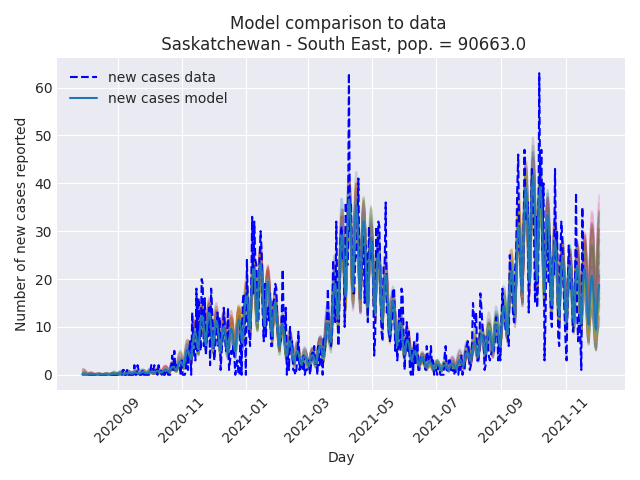 Model comparison to data
Saskatchewan - South East, pop. = 90663.0
new cases data
new cases model
Number of new cases reported
60
50
40
30
20
10
0
2020-09
2020-11
2021-01
2021-03
2021-05
2021-07
2021-09
2021-11
Day